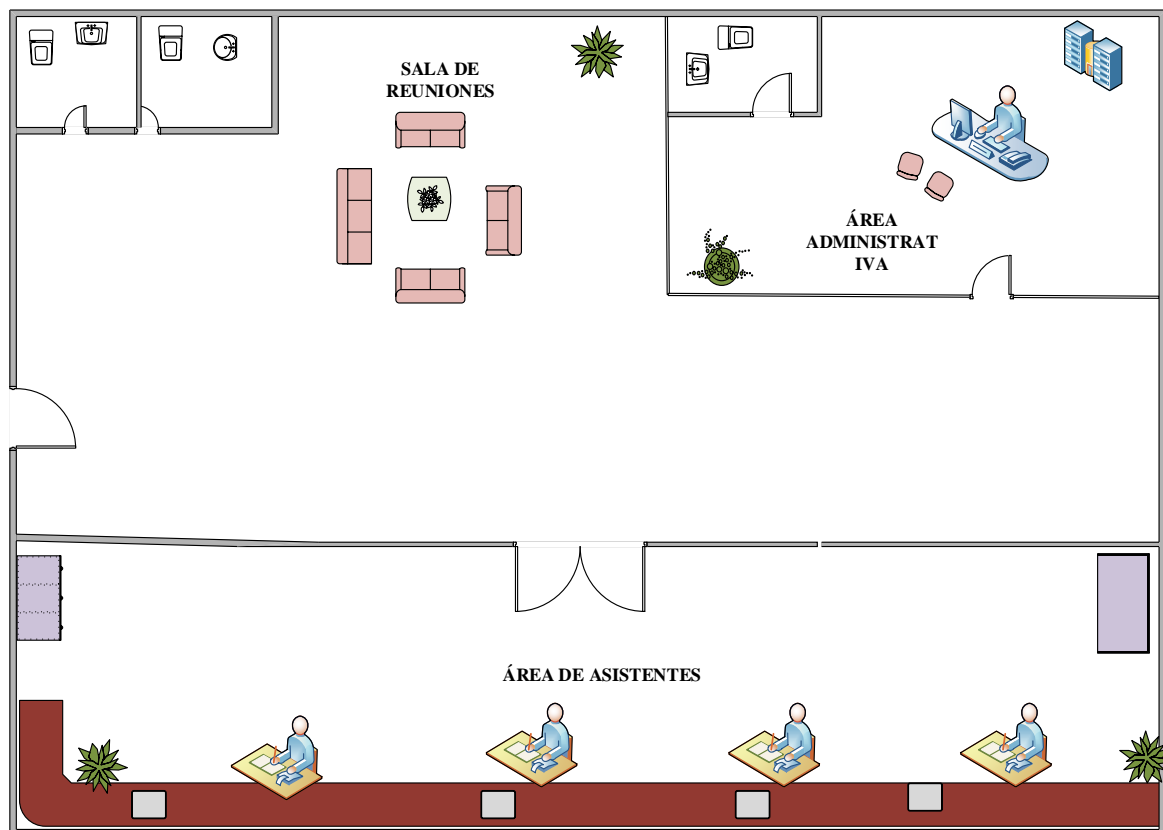 SALA DE
REUNIONES
ÁREA
ADMINISTRAT
IVA
ÁREA DE ASISTENTES